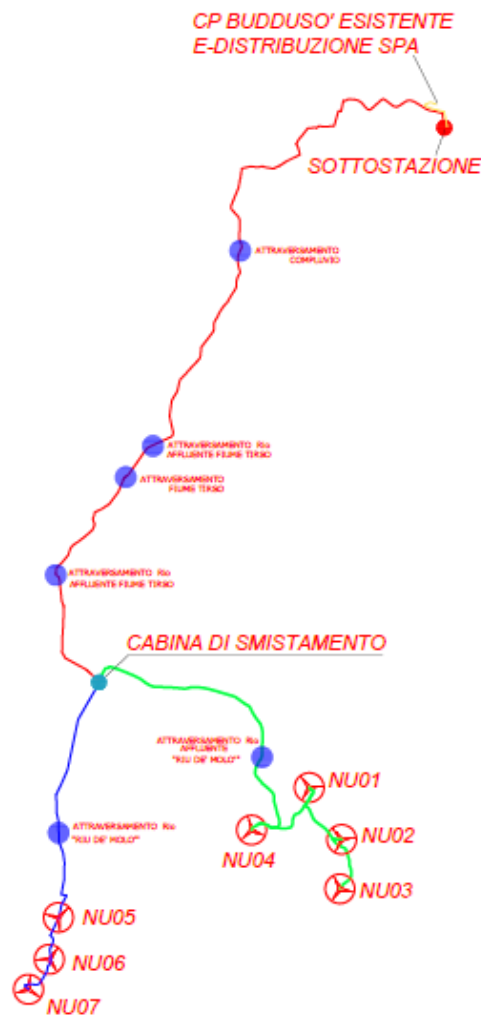 CP BUDDUSO' ESISTENTE
E-DISTRIBUZIONE SPA
SOTTOSTAZIONE
ATTRAVERSAMENTO
COMPLUVIO
ATTRAVERSAMENTO Rio
AFFLUENTE FIUME TIRSO
ATTRAVERSAMENTO
FIUME TIRSO
ATTRAVERSAMENTO Rio
AFFLUENTE FIUME TIRSO
CABINA DI SMISTAMENTO
ATTRAVERSAMENTO Rio
AFFLUENTE
"RIU DE' MOLO'"
NU01
ATTRAVERSAMENTO Rio
"RIU DE' MOLO'"
NU02
NU04
NU03
NU05
NU06
NU07